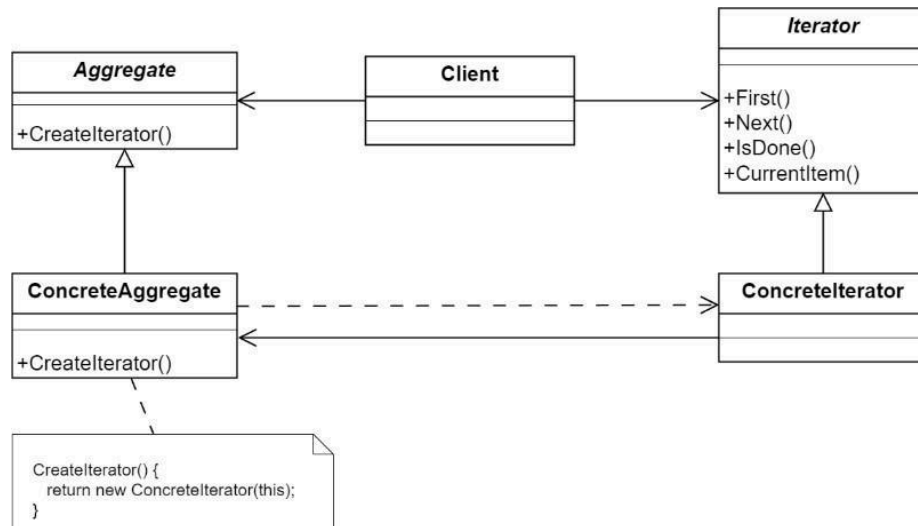 Iterator
Aggregate
Client
+CreateIterator()
+First()
+Next()
+IsDone()
+CurrentItem()
ConcreteAggregate
ConcreteIterator
+CreateIterator()
CreateIterator() {
return new ConcreteIterator(this);
}